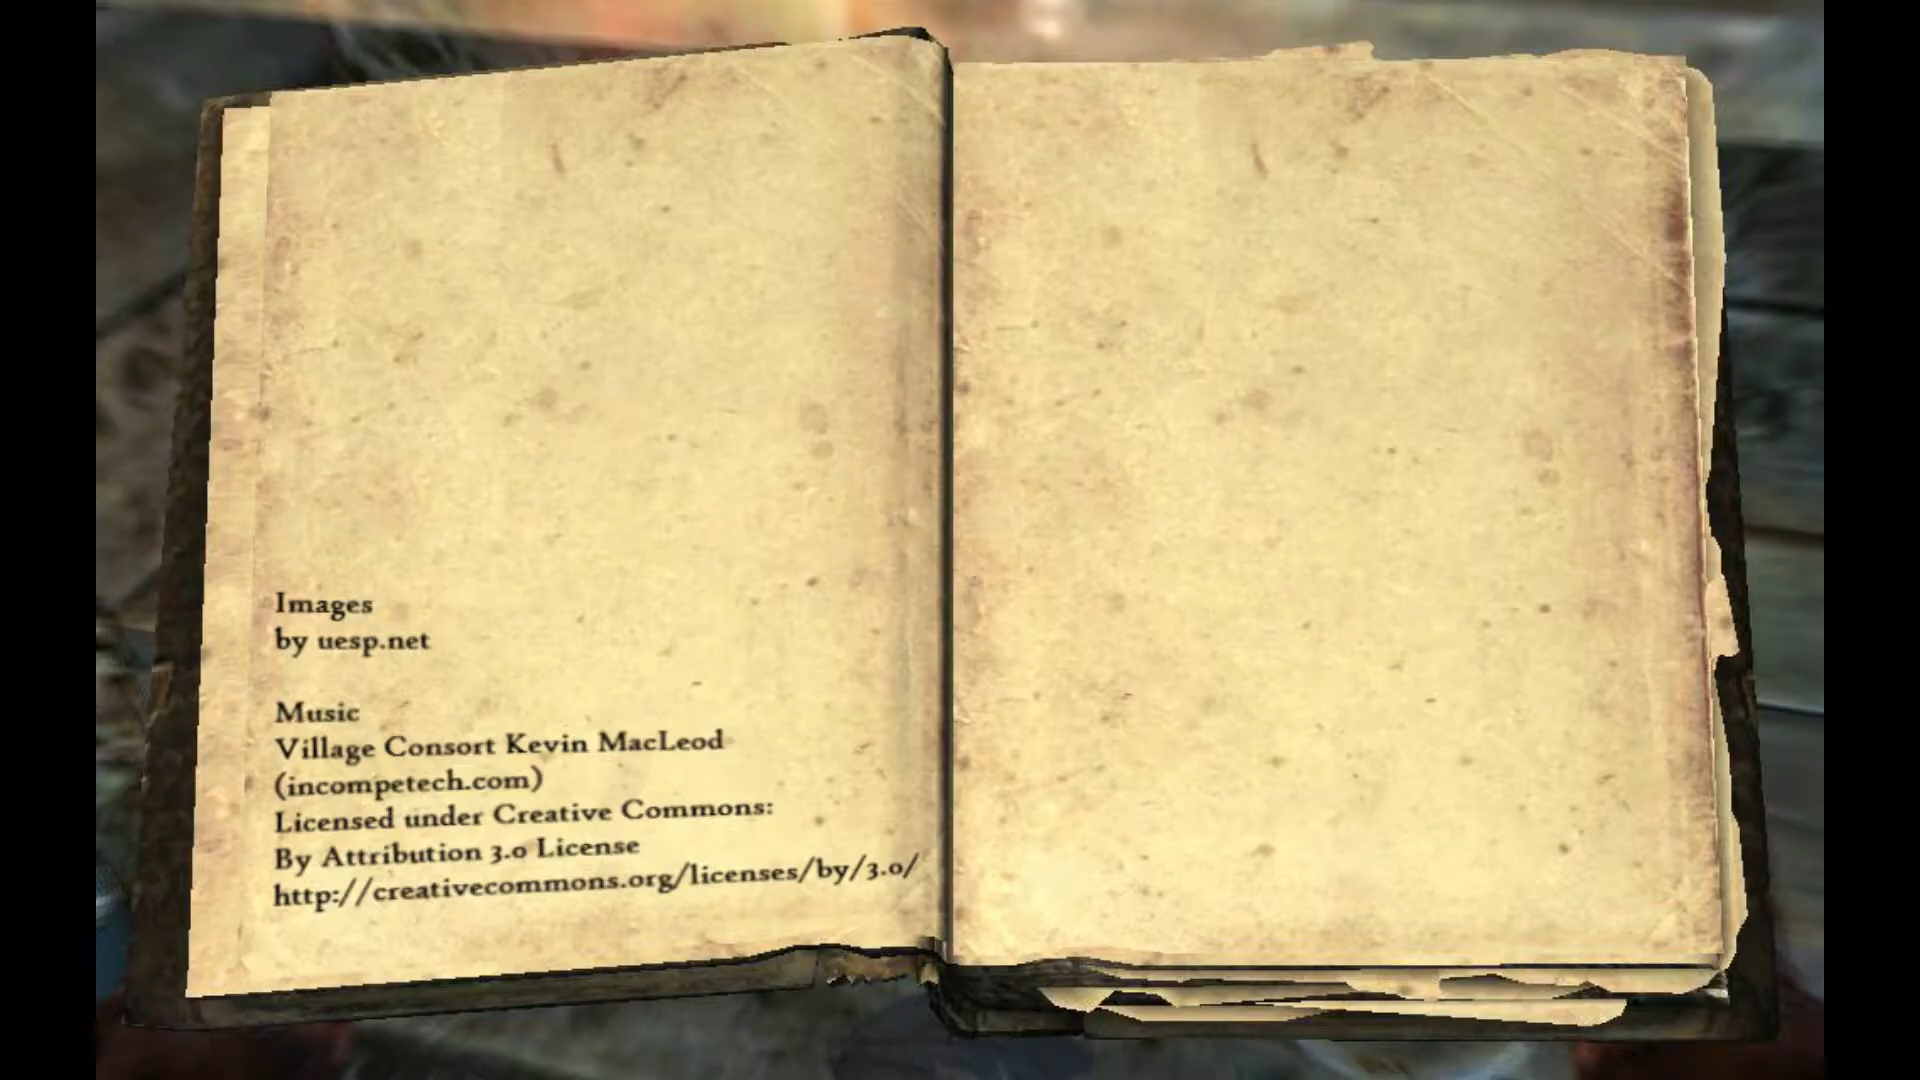 Images
by uesp.net
Music
Village Consort Kevin MacLeod
(incompetech.com)
Licensed under Creative Commons:
By Attribution 3.0 License
http://creativecommons.org/licenses/by/3.0/